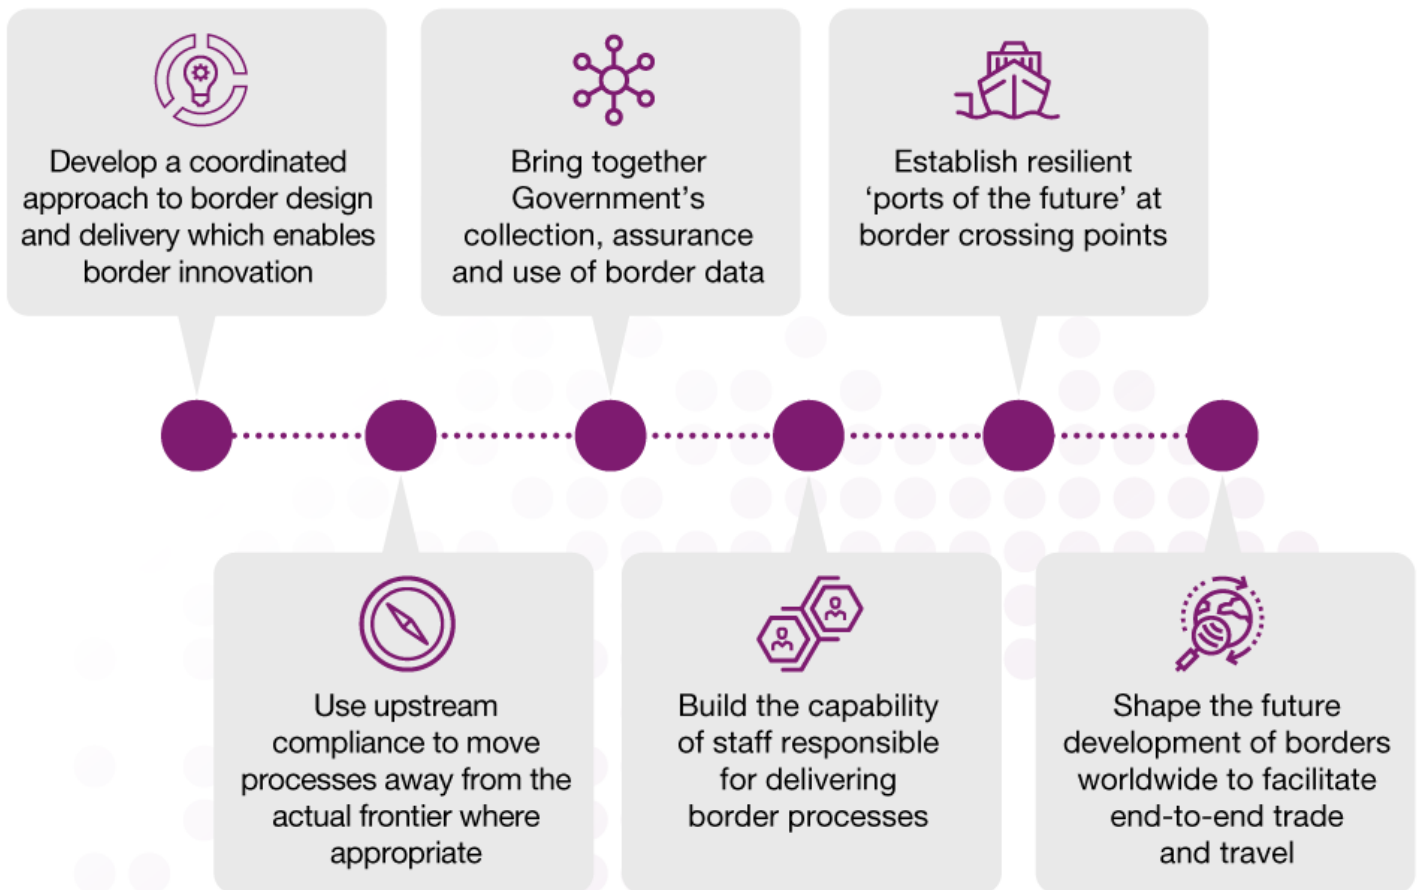 Develop a coordinated
approach to border design
and delivery which enables
border innovation
Bring together
Government’s
collection, assurance
and use of border data
Establish resilient
‘ports of the future’ at
border crossing points
Use upstream
compliance to move
processes away from the
actual frontier where
appropriate
Build the capability
of staff responsible
for delivering
border processes
Shape the future
development of borders
worldwide to facilitate
end-to-end trade
and travel